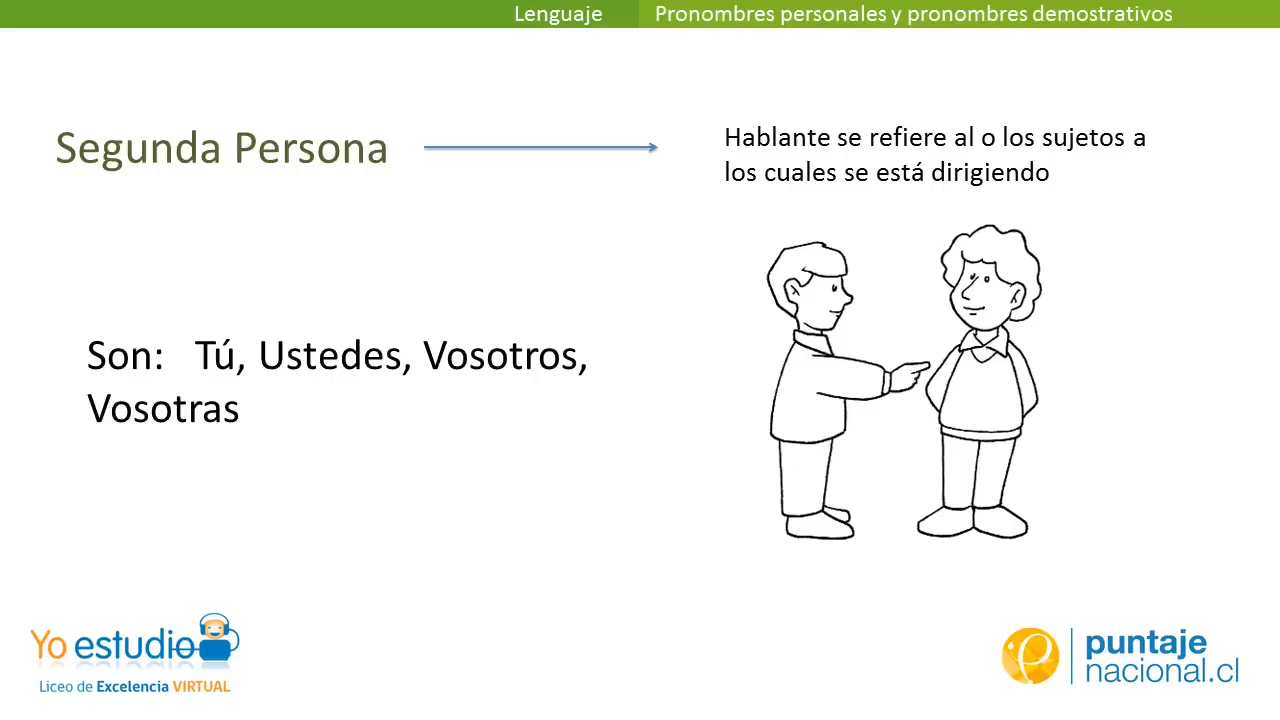 Lenguaje
Pronombres personales y pronombres demostrativos
Segunda Persona
Hablante se refiere al o los sujetos a
los cuales se está dirigiendo
Son: Tú, Ustedes, Vosotros,
Vosotras
Yo estudio
Liceo de Excelencia VIRTUAL
puntaje
nacional.cl